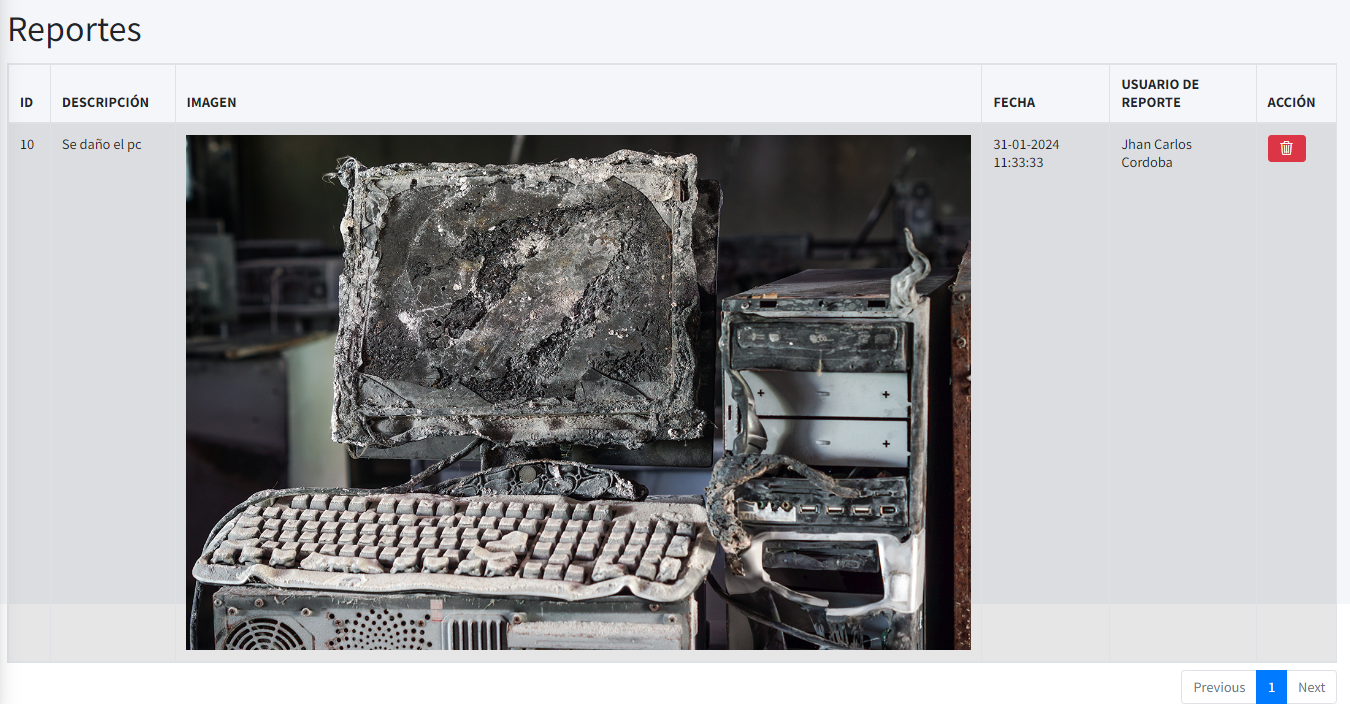 Reportes
ID
DESCRIPCIÓN
IMAGEN
FECHA
USUARIO DE
REPORTE
ACCIÓN
10
Se daño el pc
31-01-2024
11:33:33
Jhan Carlos
Cordoba
Previous
1
Next